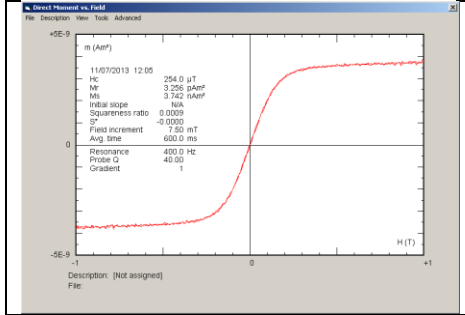 Direct Moment vs. Field
File Description View Tools Advanced
+5E-9
m (Am²)
11/07/2013 12:05
Hc 254.0 µT
Mr 3.256 pAm²
Ms 3.742 nAm²
Initial slope N/A
Squareness ratio 0.0009
S* -0.0000
Field increment 7.50 mT
Avg. time 600.0 ms
Resonance 400.0 Hz
Probe Q 40.00
Gradient 1
0
H (T)
-5E-9
-1 0 +1
Description: [Not assigned]
File: